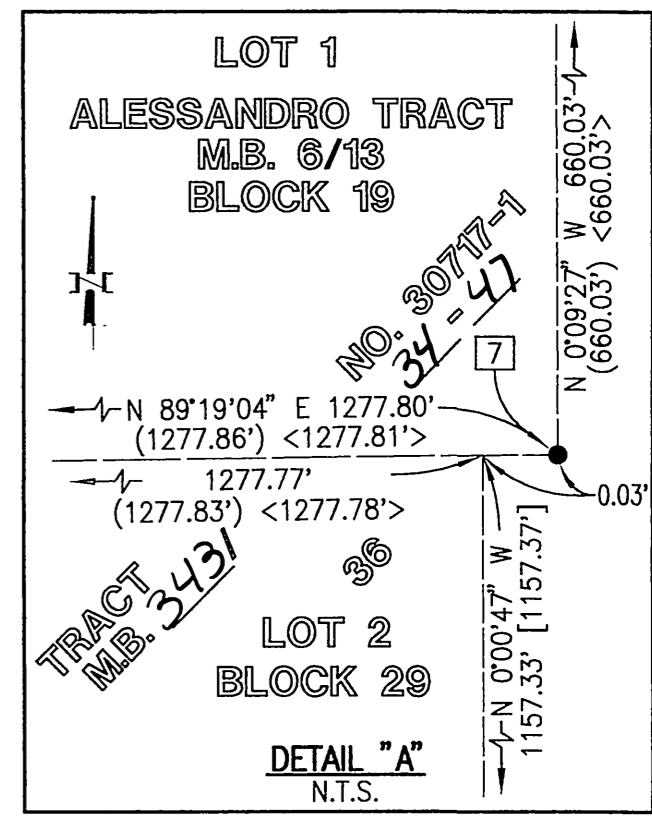 LOT 1
ALESSANDRO TRACT
M.B. 6/13
BLOCK 19
N 0°09'27" W 660.03'
(660.03') <660.03'>
NO. 30717-1
34 - 47
7
N 89°19'04" E 1277.80'
(1277.86') <1277.81'>
1277.77'
(1277.83') <1277.78'>
0.03'
TRACT
M.B. 3431
36
N 0°00'47" W
1157.33' [1157.37']
LOT 2
BLOCK 29
DETAIL "A"
N.T.S.